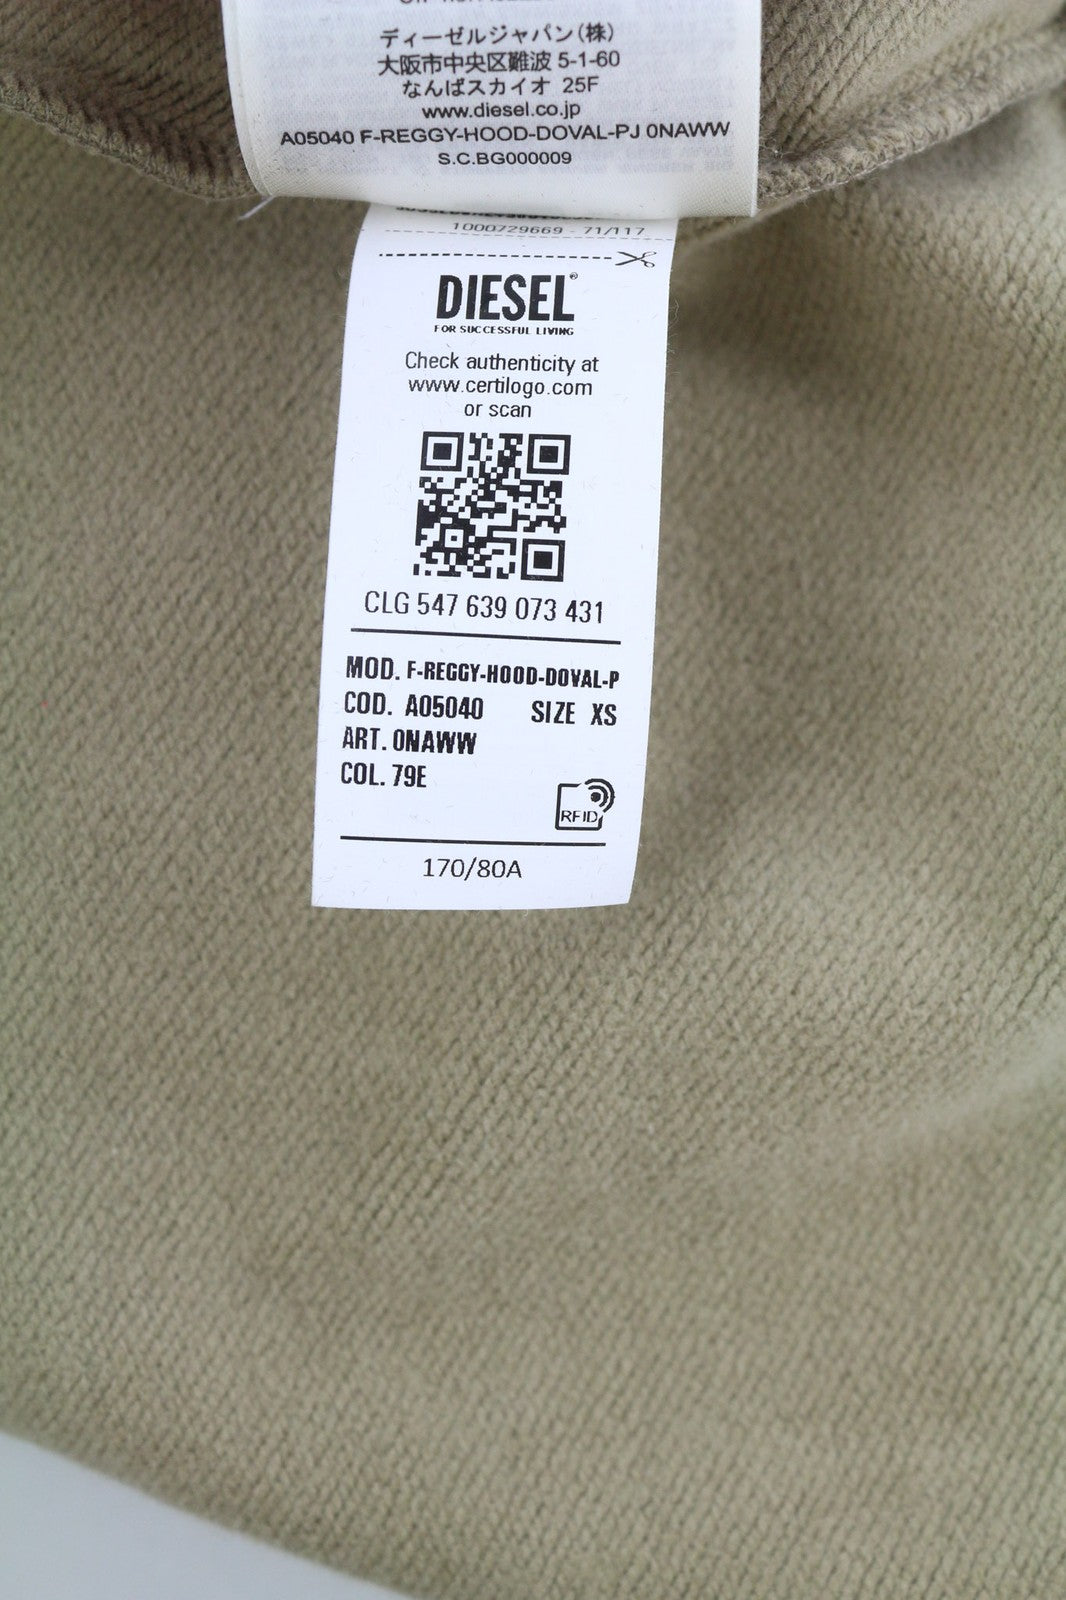 ディーゼルジャパン(株)
大阪市中央区難波 5-1-60
なんばスカイオ 25F
www.diesel.co.jp
A05040 F-REGGY-HOOD-DOVAL-PJ 0NAWW
S.C.BG000009
1000729669 - 71/117
DIESEL®
FOR SUCCESSFUL LIVING
Check authenticity at
www.certilogo.com
or scan
CLG 547 639 073 431
MOD. F-REGGY-HOOD-DOVAL-P
COD. A05040 SIZE XS
ART. 0NAWW
COL. 79E
RFID
170/80A